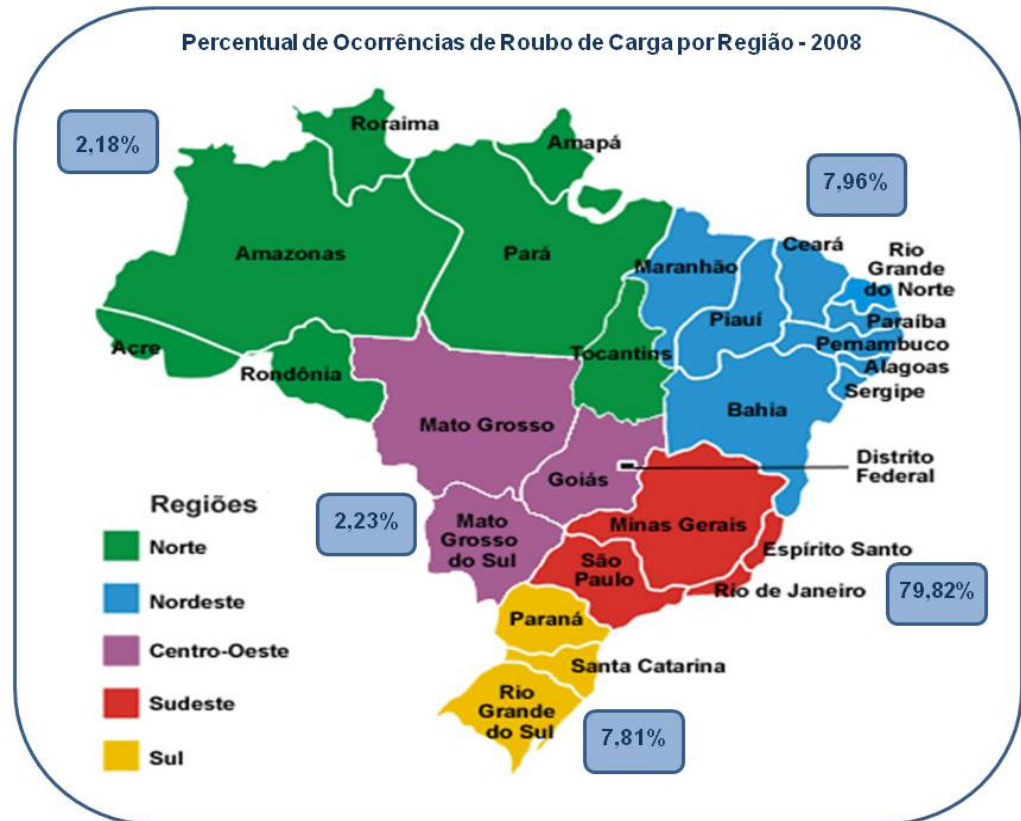 Percentual de Ocorrências de Roubo de Carga por Região - 2008
2,18%
Roraima
Amapá
7,96%
Amazonas
Pará
Maranhão
Ceará
Rio
Grande
do Norte
Piauí
Paraíba
Pernambuco
Alagoas
Sergipe
Acre
Rondônia
Tocantins
Bahia
Mato Grosso
Goiás
Distrito
Federal
2,23%
Mato
Grosso
do Sul
Minas Gerais
Espírito Santo
São
Paulo
Rio de Janeiro
79,82%
Paraná
Santa Catarina
Rio
Grande
do Sul
7,81%
Regiões
Norte
Nordeste
Centro-Oeste
Sudeste
Sul